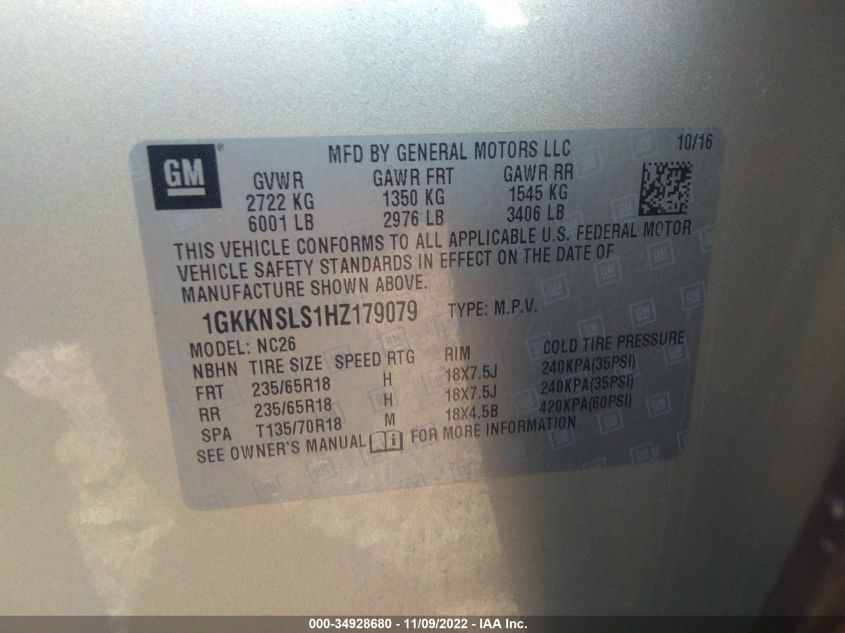 GM ®
MFD BY GENERAL MOTORS LLC 10/16
GVWR GAWR FRT GAWR RR
2722 KG 1350 KG 1545 KG
6001 LB 2976 LB 3406 LB
THIS VEHICLE CONFORMS TO ALL APPLICABLE U.S. FEDERAL MOTOR
VEHICLE SAFETY STANDARDS IN EFFECT ON THE DATE OF
MANUFACTURE SHOWN ABOVE.
1GKKNSLS1HZ179079 TYPE: M.P.V.
MODEL: NC26
NBHN TIRE SIZE SPEED RTG RIM COLD TIRE PRESSURE
FRT 235/65R18 H 18X7.5J 240KPA(35PSI)
RR 235/65R18 H 18X7.5J 240KPA(35PSI)
SPA T135/70R18 M 18X4.5B 420KPA(60PSI)
SEE OWNER'S MANUAL FOR MORE INFORMATION
000-34928680 - 11/09/2022 - IAA Inc.